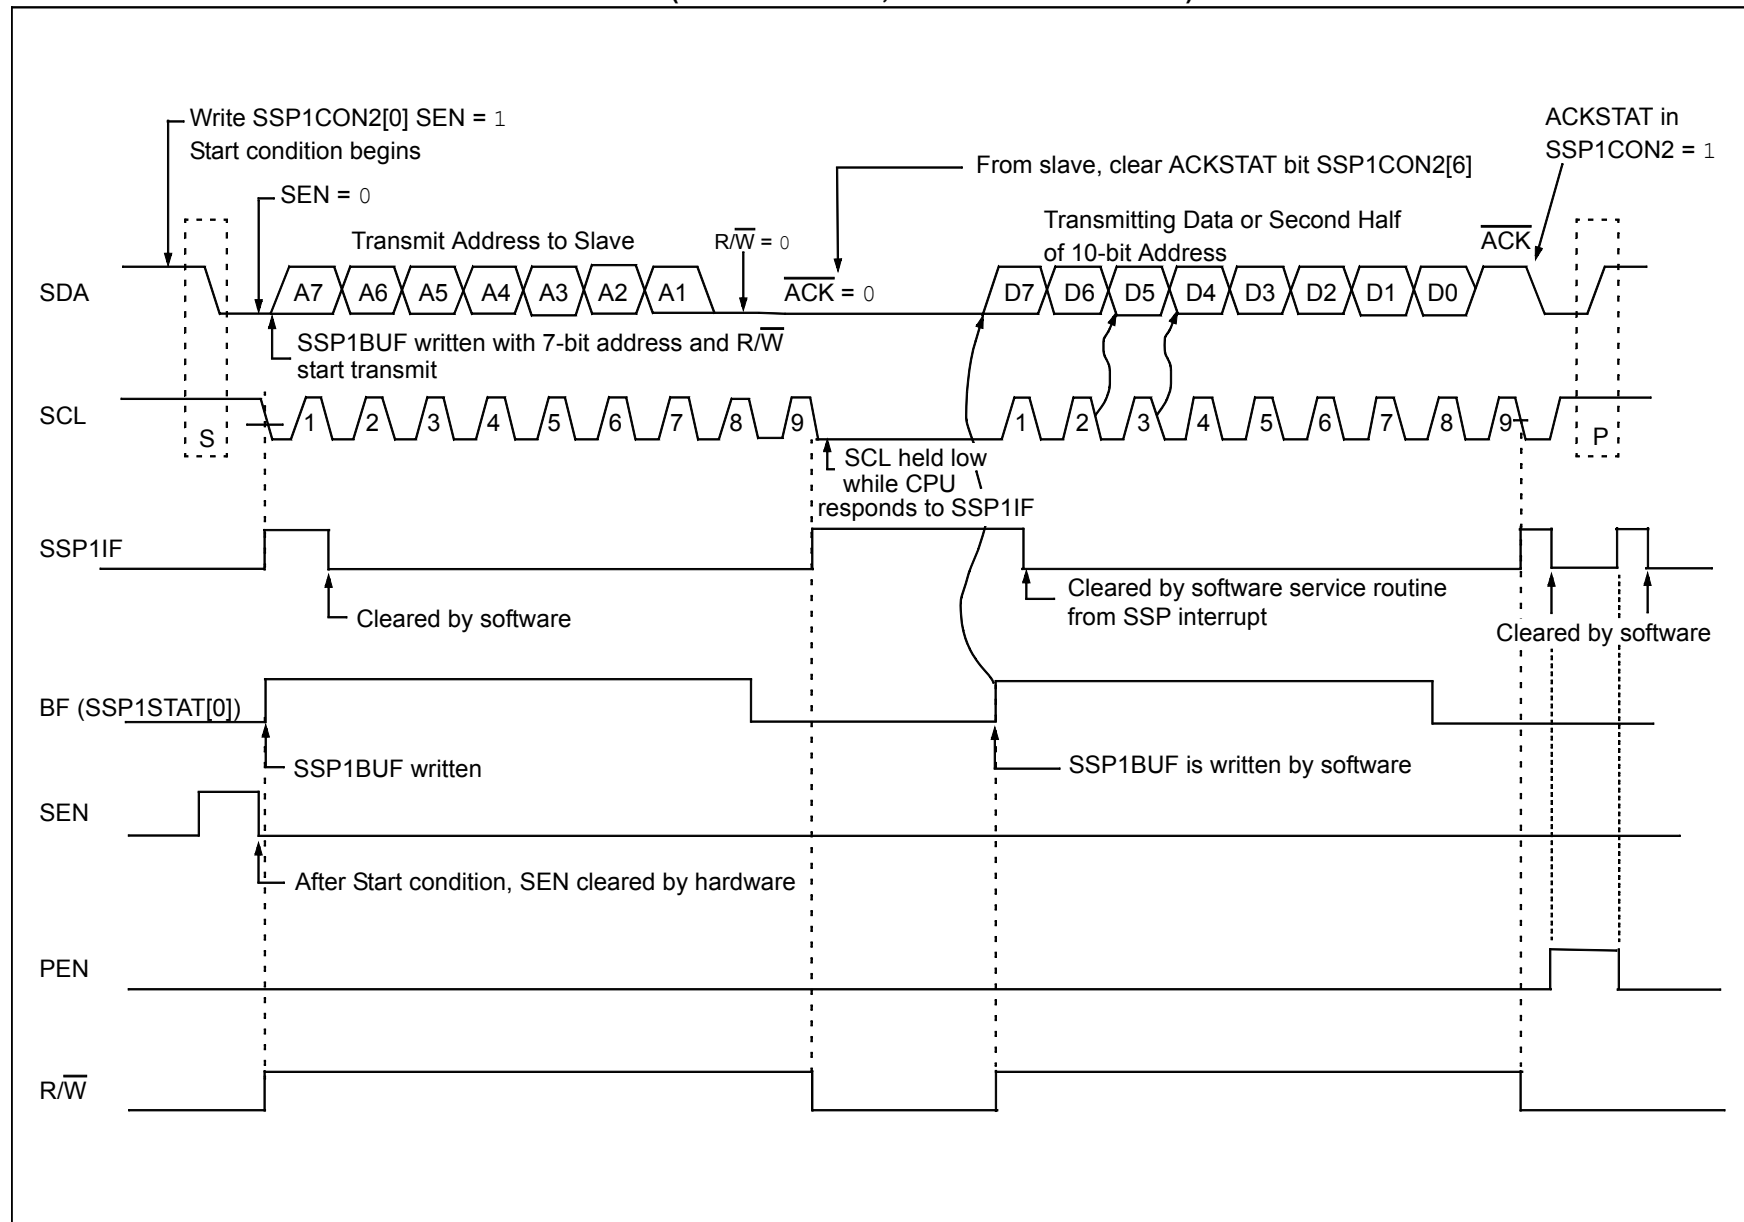 Write SSP1CON2[0] SEN = 1
Start condition begins
ACKSTAT in
SSP1CON2 = 1
From slave, clear ACKSTAT bit SSP1CON2[6]
SEN = 0
Transmitting Data or Second Half
of 10-bit Address
Transmit Address to Slave
R/W = 0
ACK
SDA
A7 A6 A5 A4 A3 A2 A1
ACK = 0
D7 D6 D5 D4 D3 D2 D1 D0
SSP1BUF written with 7-bit address and R/W
start transmit
SCL
S
1 2 3 4 5 6 7 8 9
1 2 3 4 5 6 7 8 9
P
SCL held low
while CPU
responds to SSP1IF
SSP1IF
Cleared by software
Cleared by software service routine
from SSP interrupt
Cleared by software
BF (SSP1STAT[0])
SSP1BUF written
SSP1BUF is written by software
SEN
After Start condition, SEN cleared by hardware
PEN
R/W